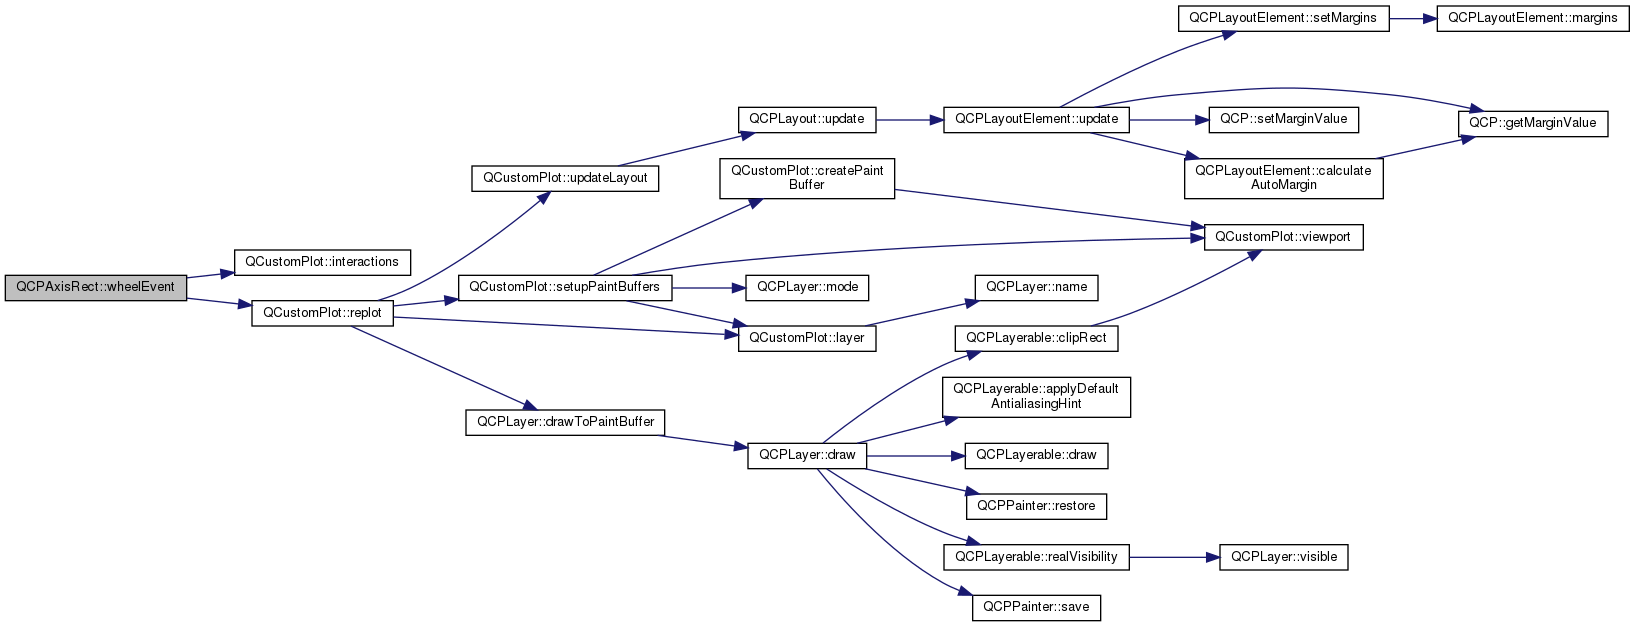 QCPLayoutElement::setMargins
QCPLayoutElement::margins
QCPLayout::update
QCPLayoutElement::update
QCP::setMarginValue
QCP::getMarginValue
QCustomPlot::updateLayout
QCustomPlot::createPaint
Buffer
QCPLayoutElement::calculate
AutoMargin
QCustomPlot::viewport
QCustomPlot::interactions
QCPAxisRect::wheelEvent
QCustomPlot::setupPaintBuffers
QCPLayer::mode
QCPLayer::name
QCustomPlot::replot
QCustomPlot::layer
QCPLayerable::clipRect
QCPLayerable::applyDefault
AntialiasingHint
QCPLayer::drawToPaintBuffer
QCPLayer::draw
QCPLayerable::draw
QCPPainter::restore
QCPLayerable::realVisibility
QCPLayer::visible
QCPPainter::save